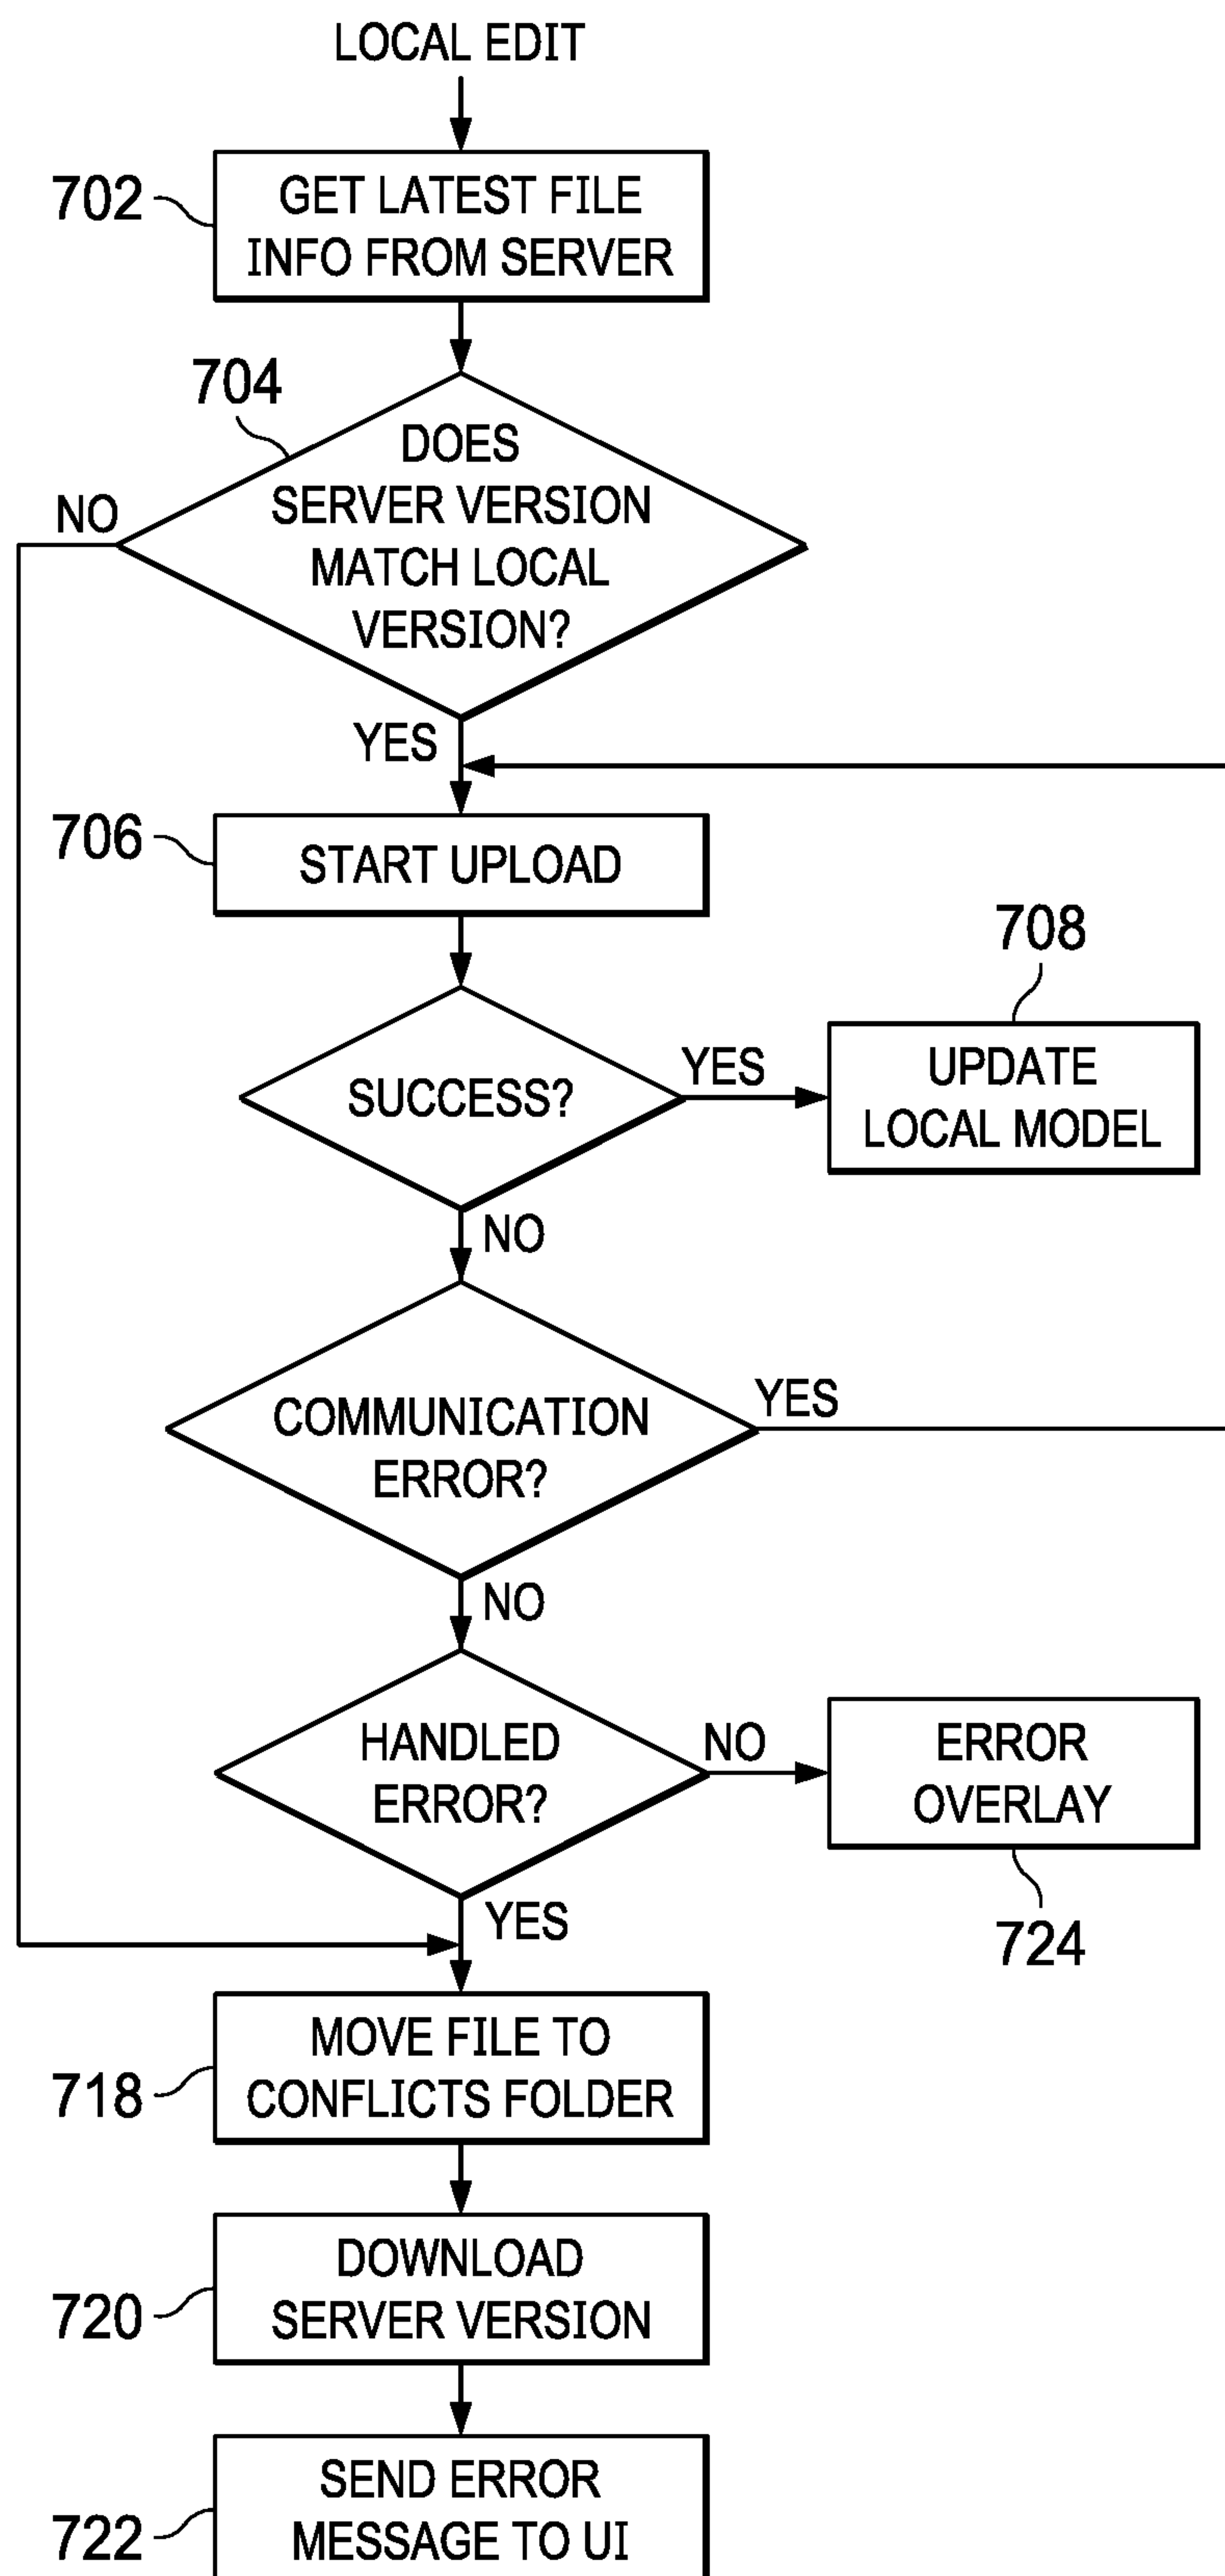 LOCAL EDIT
702
GET LATEST FILE
INFO FROM SERVER
704
DOES
SERVER VERSION
MATCH LOCAL
VERSION?
NO
YES
706
START UPLOAD
708
SUCCESS?
YES
UPDATE
LOCAL MODEL
NO
COMMUNICATION
ERROR?
YES
NO
HANDLED
ERROR?
NO
ERROR
OVERLAY
724
YES
718
MOVE FILE TO
CONFLICTS FOLDER
720
DOWNLOAD
SERVER VERSION
722
SEND ERROR
MESSAGE TO UI